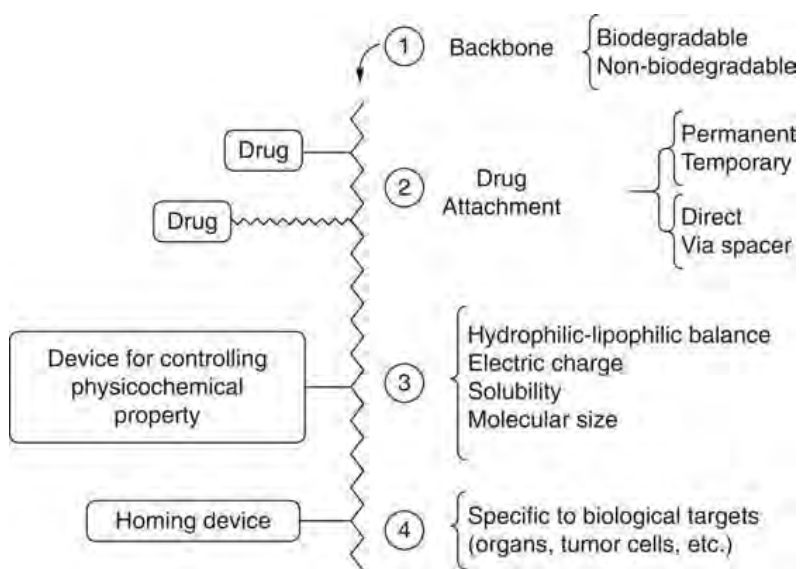 1
Backbone
Biodegradable
Non-biodegradable
Drug
Drug
2
Drug
Attachment
Permanent
Temporary
Direct
Via spacer
Device for controlling
physicochemical
property
3
Hydrophilic-lipophilic balance
Electric charge
Solubility
Molecular size
Homing device
4
Specific to biological targets
(organs, tumor cells, etc.)